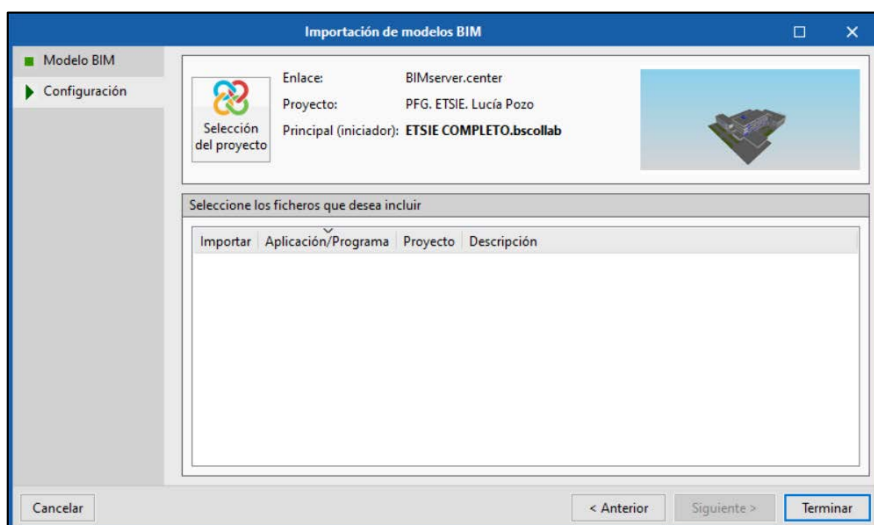 Importación de modelos BIM
Modelo BIM
Configuración
Selección
del proyecto
Enlace: BIMserver.center
Proyecto: PFG. ETSIE. Lucía Pozo
Principal (iniciador): ETSIE COMPLETO.bscollab
Seleccione los ficheros que desea incluir
Importar Aplicación/Programa Proyecto Descripción
Cancelar < Anterior Siguiente > Terminar